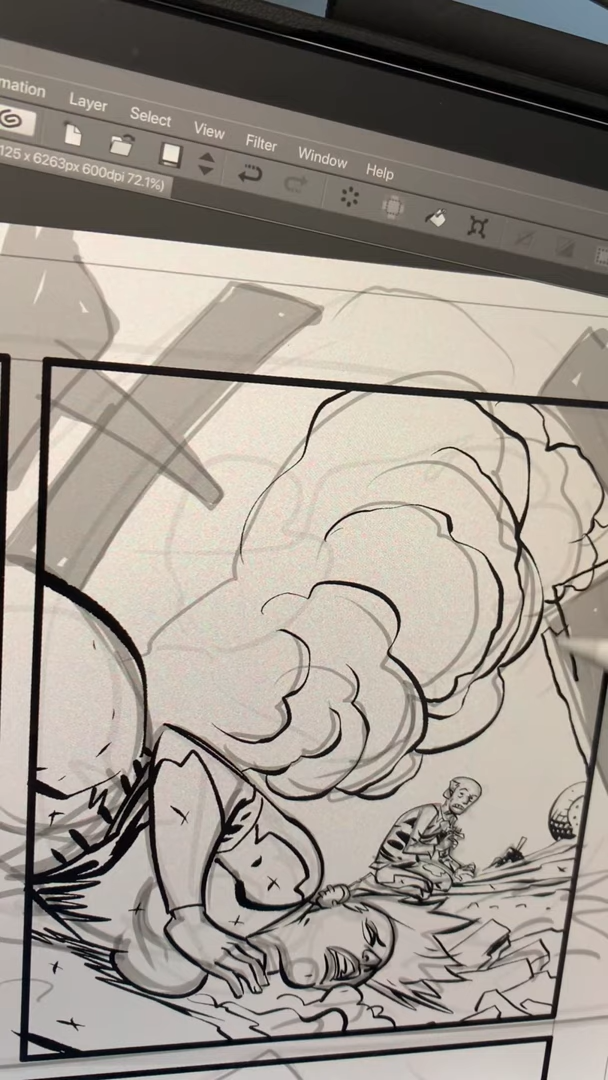 mation Layer Select View Filter Window Help
125 x 6263px 600dpi 72.1%)